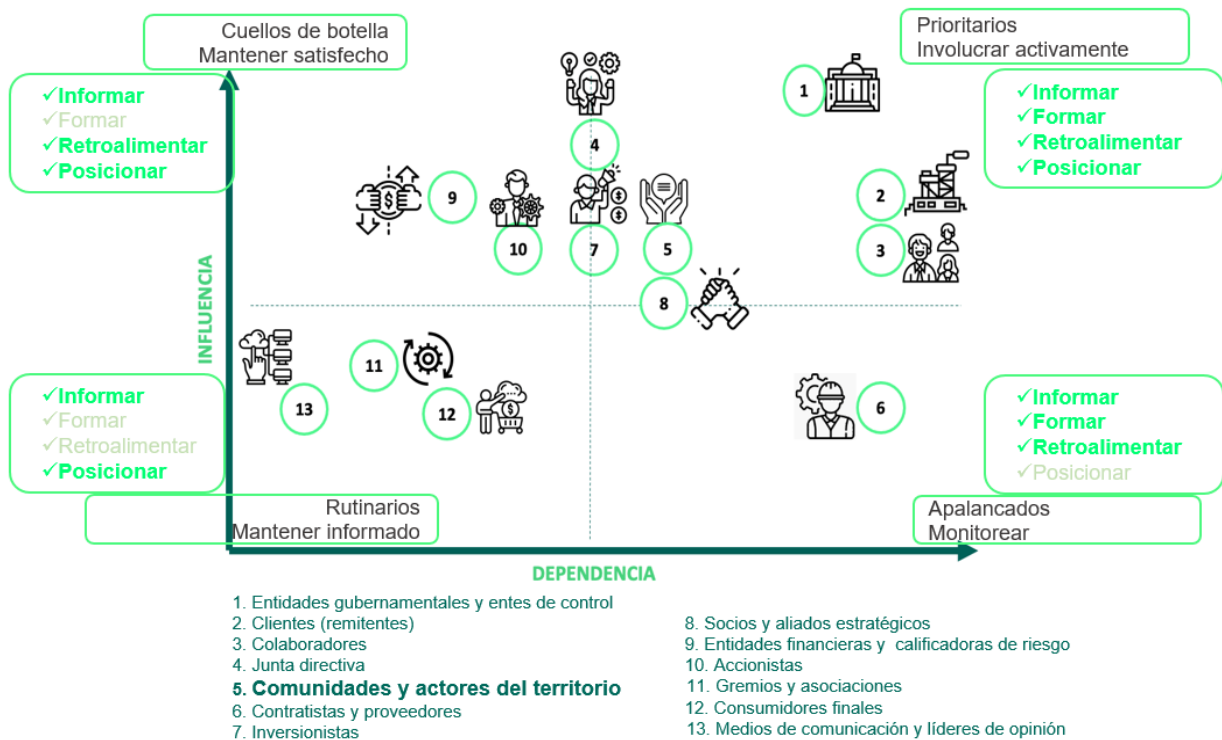 Cuellos de botella
Mantener satisfecho
Prioritarios
Involucrar activamente
✓Informar
✓Formar
✓Retroalimentar
✓Posicionar
✓Informar
✓Formar
✓Retroalimentar
✓Posicionar
1
4
2
9
10
7
5
3
8
INFLUENCIA
11
13
12
6
✓Informar
✓Formar
✓Retroalimentar
✓Posicionar
✓Informar
✓Formar
✓Retroalimentar
✓Posicionar
Rutinarios
Mantener informado
Apalancados
Monitorear
DEPENDENCIA
1. Entidades gubernamentales y entes de control
2. Clientes (remitentes)
3. Colaboradores
4. Junta directiva
5. Comunidades y actores del territorio
6. Contratistas y proveedores
7. Inversionistas
8. Socios y aliados estratégicos
9. Entidades financieras y calificadoras de riesgo
10. Accionistas
11. Gremios y asociaciones
12. Consumidores finales
13. Medios de comunicación y líderes de opinión